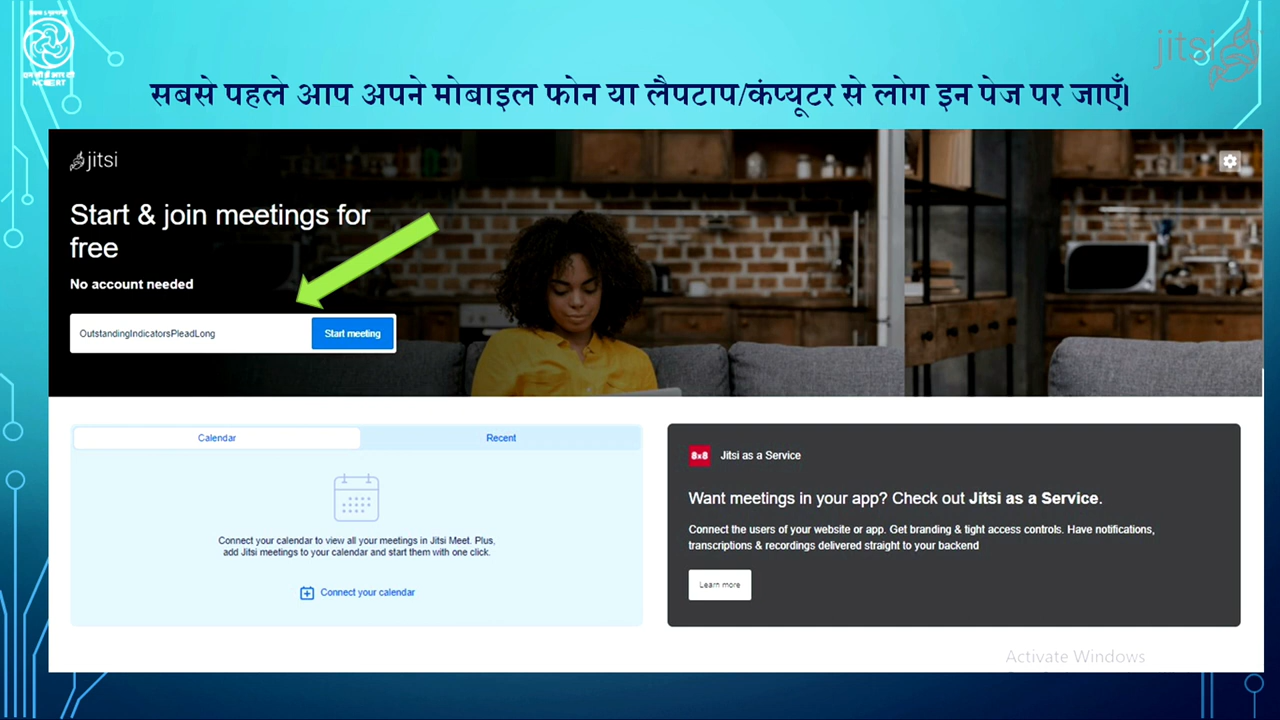 एन सी ई आर टी
NCERT
jitsi
सबसे पहले आप अपने मोबाइल फोन या लैपटाप/कंप्यूटर से लोग इन पेज पर जाएँ।
jitsi
Start & join meetings for
free
No account needed
OutstandingIndicatorsPleadLong
Start meeting
Calendar
Recent
Connect your calendar to view all your meetings in Jitsi Meet. Plus,
add Jitsi meetings to your calendar and start them with one click.
Connect your calendar
8x8
Jitsi as a Service
Want meetings in your app? Check out Jitsi as a Service.
Connect the users of your website or app. Get branding & tight access controls. Have notifications,
transcriptions & recordings delivered straight to your backend
Learn more
Activate Windows